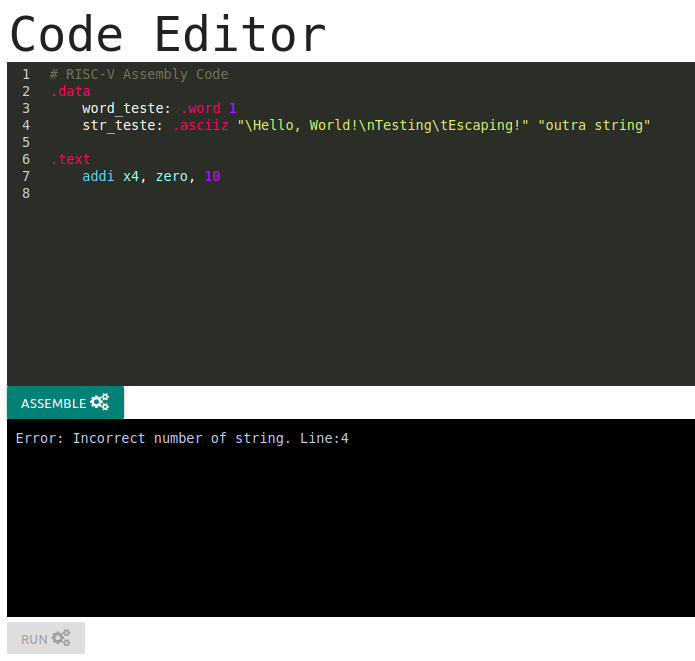 Code Editor
1 # RISC-V Assembly Code
2 .data
3     word_teste: .word 1
4     str_teste: .asciiz "\Hello, World!\nTesting\tEscaping!" "outra string"
5
6 .text
7     addi x4, zero, 10
8
ASSEMBLE
Error: Incorrect number of string. Line:4
RUN